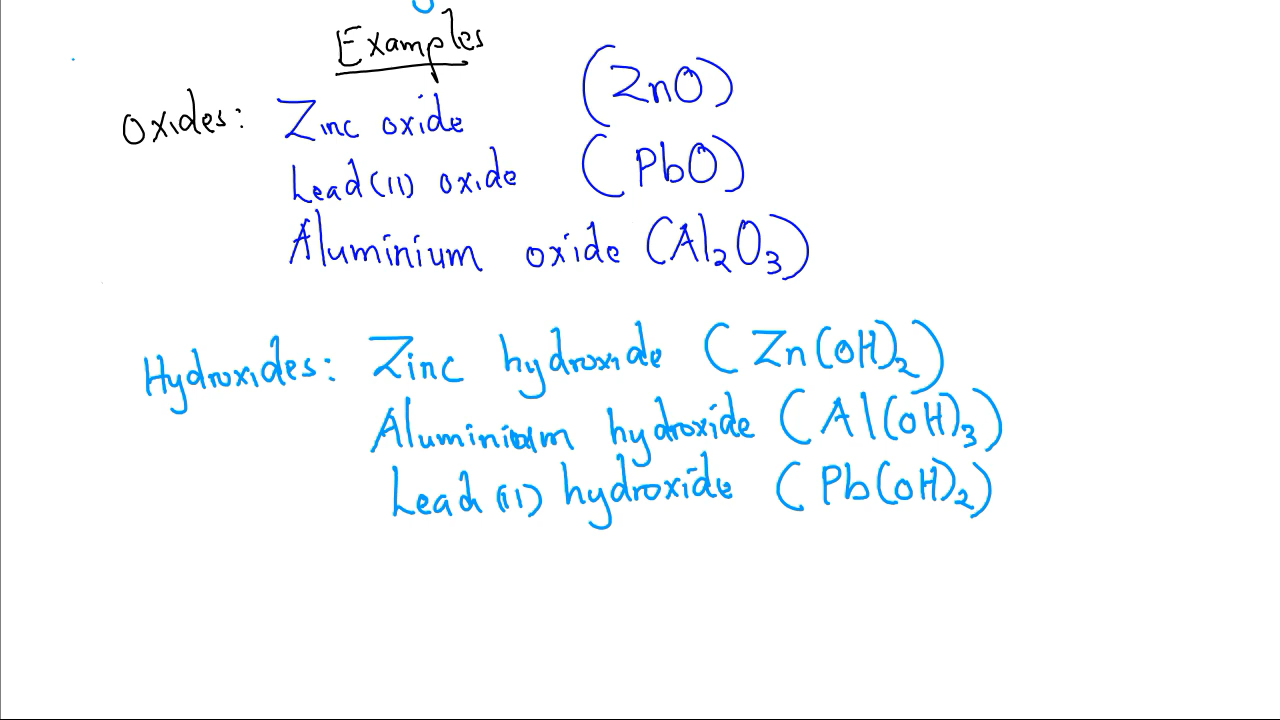 Examples
Oxides: Zinc oxide (ZnO)
Lead(II) oxide (PbO)
Aluminium oxide (Al₂O₃)
Hydroxides: Zinc hydroxide (Zn(OH)₂)
Aluminium hydroxide (Al(OH)₃)
Lead(II) hydroxide (Pb(OH)₂)